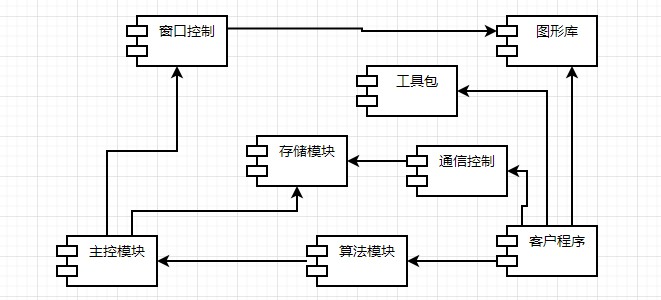 窗口控制
图形库
工具包
存储模块
通信控制
主控模块
算法模块
客户程序